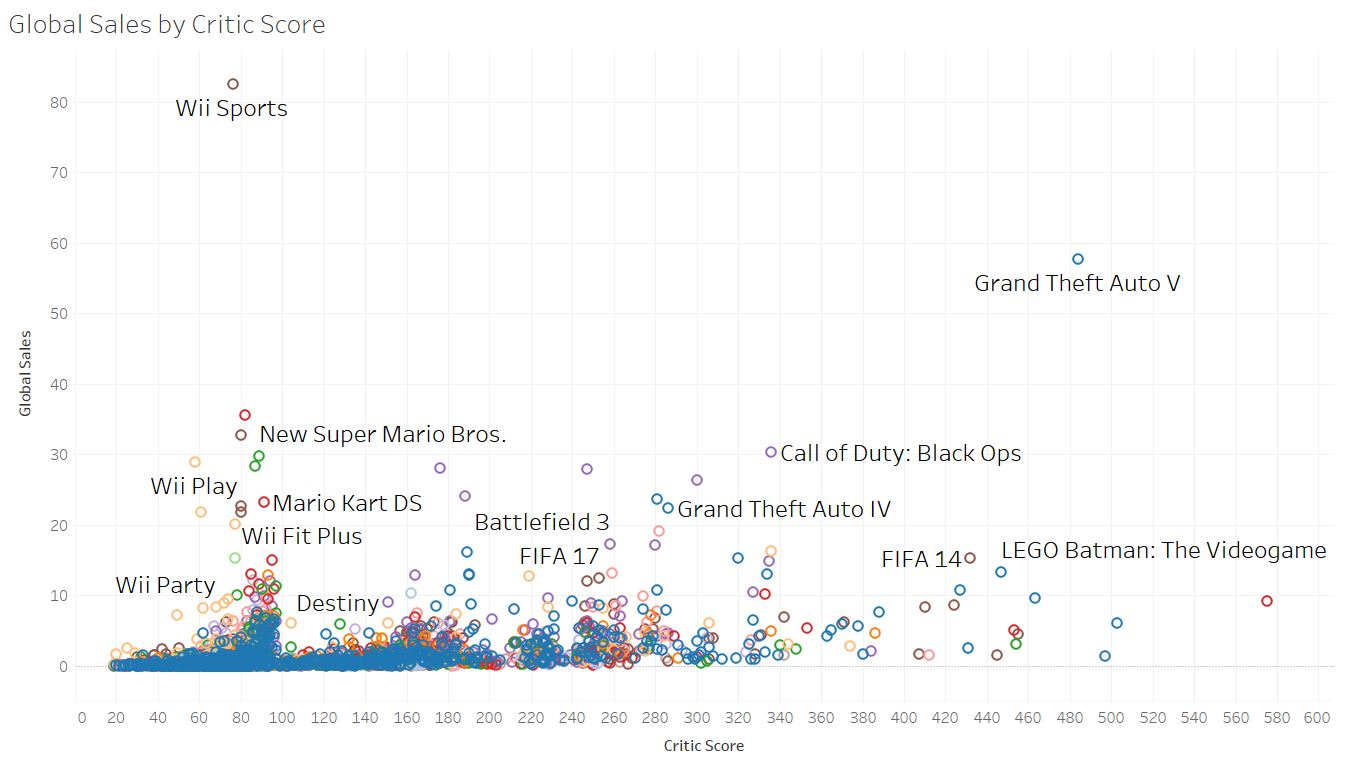 Global Sales by Critic Score
80
Wii Sports
70
60
Grand Theft Auto V
50
Global Sales
40
New Super Mario Bros.
30
Call of Duty: Black Ops
Wii Play
Mario Kart DS
Grand Theft Auto IV
20
Battlefield 3
Wii Fit Plus
FIFA 17
FIFA 14
LEGO Batman: The Videogame
Wii Party
10
Destiny
0
0 20 40 60 80 100 120 140 160 180 200 220 240 260 280 300 320 340 360 380 400 420 440 460 480 500 520 540 560 580 600
Critic Score